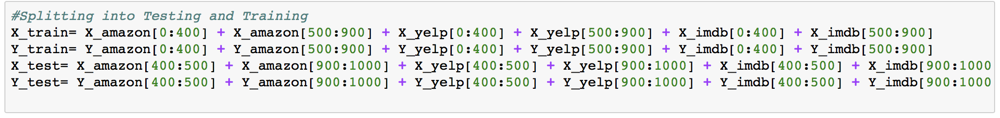 #Splitting into Testing and Training
X_train= X_amazon[0:400] + X_amazon[500:900] + X_yelp[0:400] + X_yelp[500:900] + X_imdb[0:400] + X_imdb[500:900]
Y_train= Y_amazon[0:400] + Y_amazon[500:900] + Y_yelp[0:400] + Y_yelp[500:900] + Y_imdb[0:400] + Y_imdb[500:900]
X_test= X_amazon[400:500] + X_amazon[900:1000] + X_yelp[400:500] + X_yelp[900:1000] + X_imdb[400:500] + X_imdb[900:1000
Y_test= Y_amazon[400:500] + Y_amazon[900:1000] + Y_yelp[400:500] + Y_yelp[900:1000] + Y_imdb[400:500] + Y_imdb[900:1000